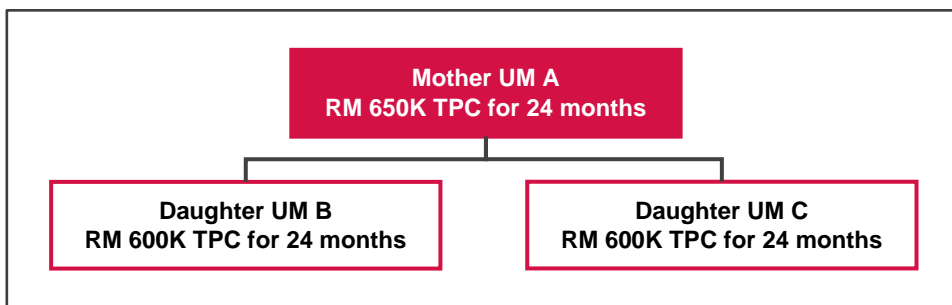 Mother UM A
RM 650K TPC for 24 months
Daughter UM B
RM 600K TPC for 24 months
Daughter UM C
RM 600K TPC for 24 months